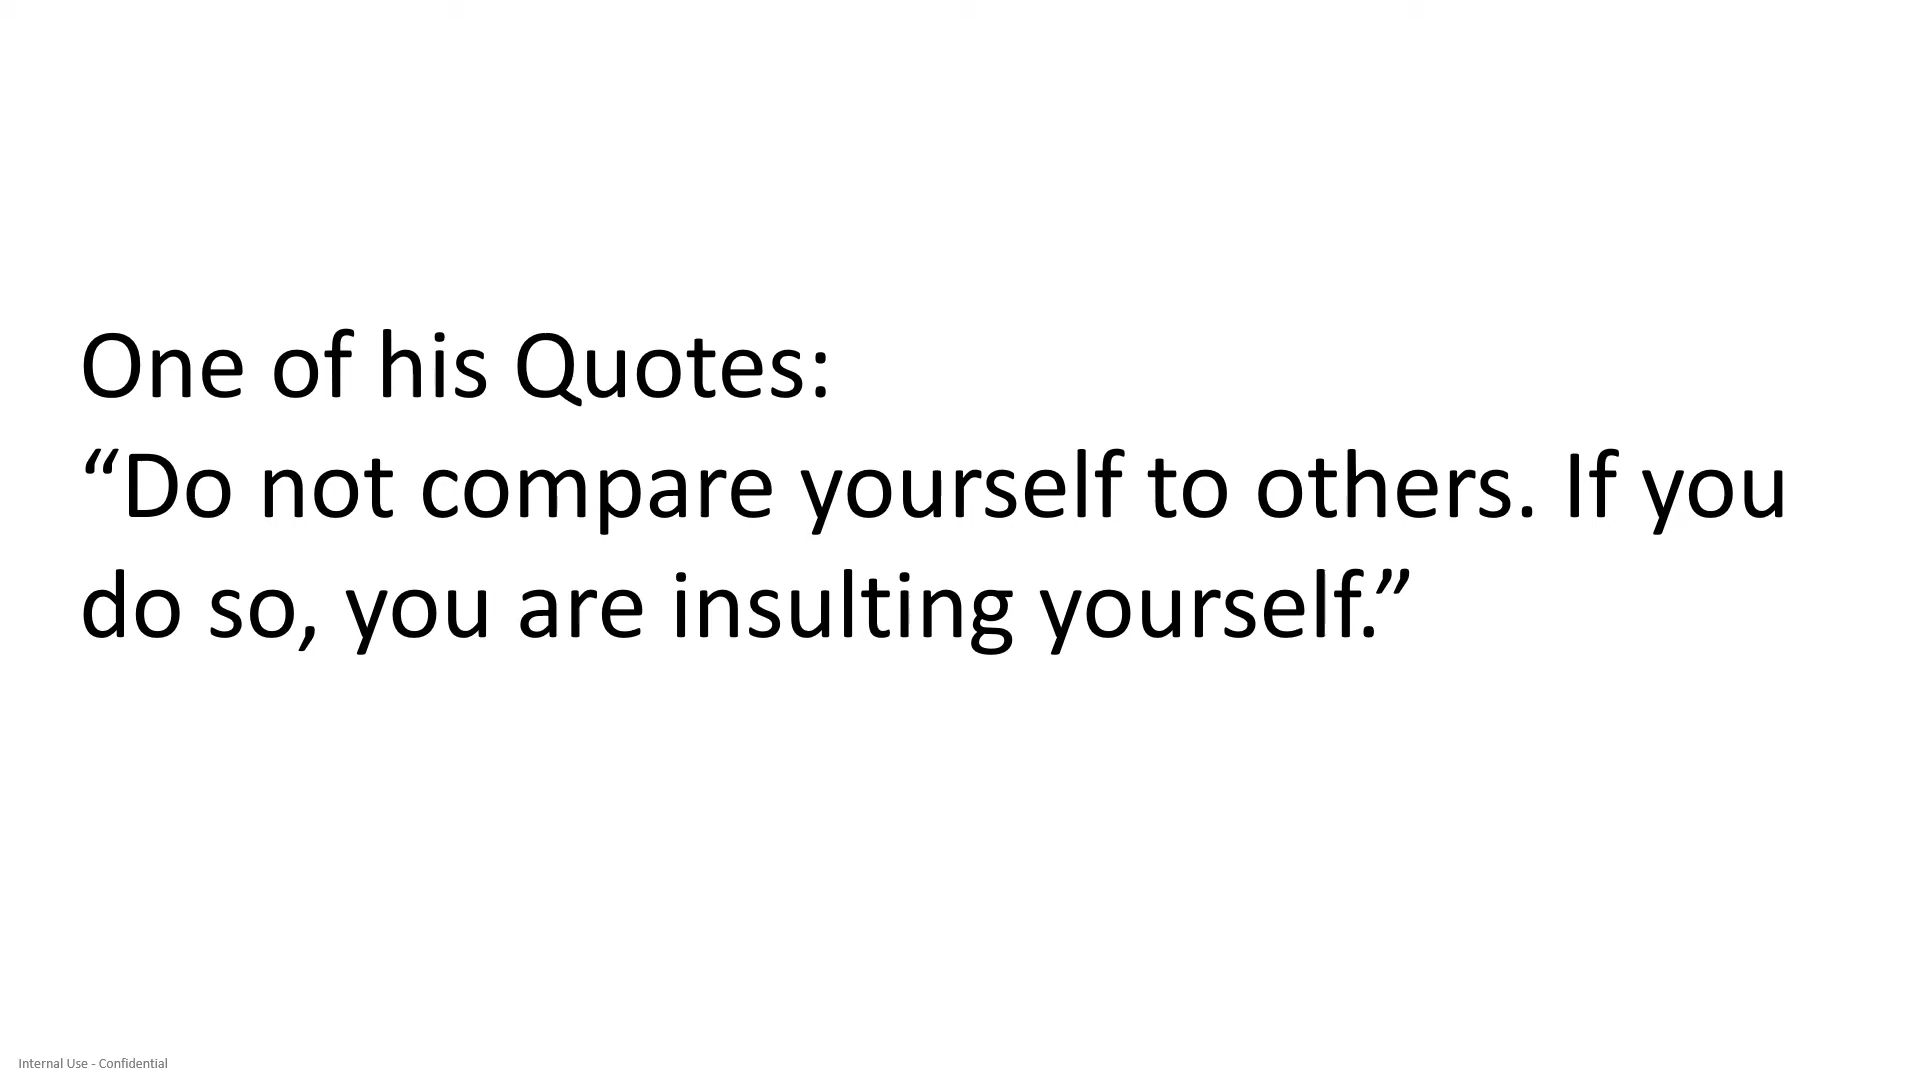 One of his Quotes:
“Do not compare yourself to others. If you
do so, you are insulting yourself.”
Internal Use - Confidential